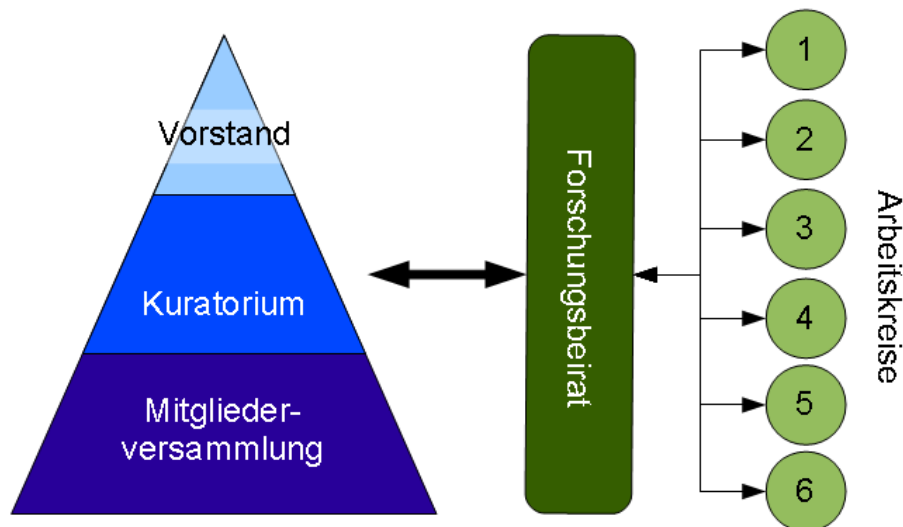 Vorstand
Kuratorium
Mitglieder-
versammlung
Forschungsbeirat
1
2
3
4
5
6
Arbeitskreise